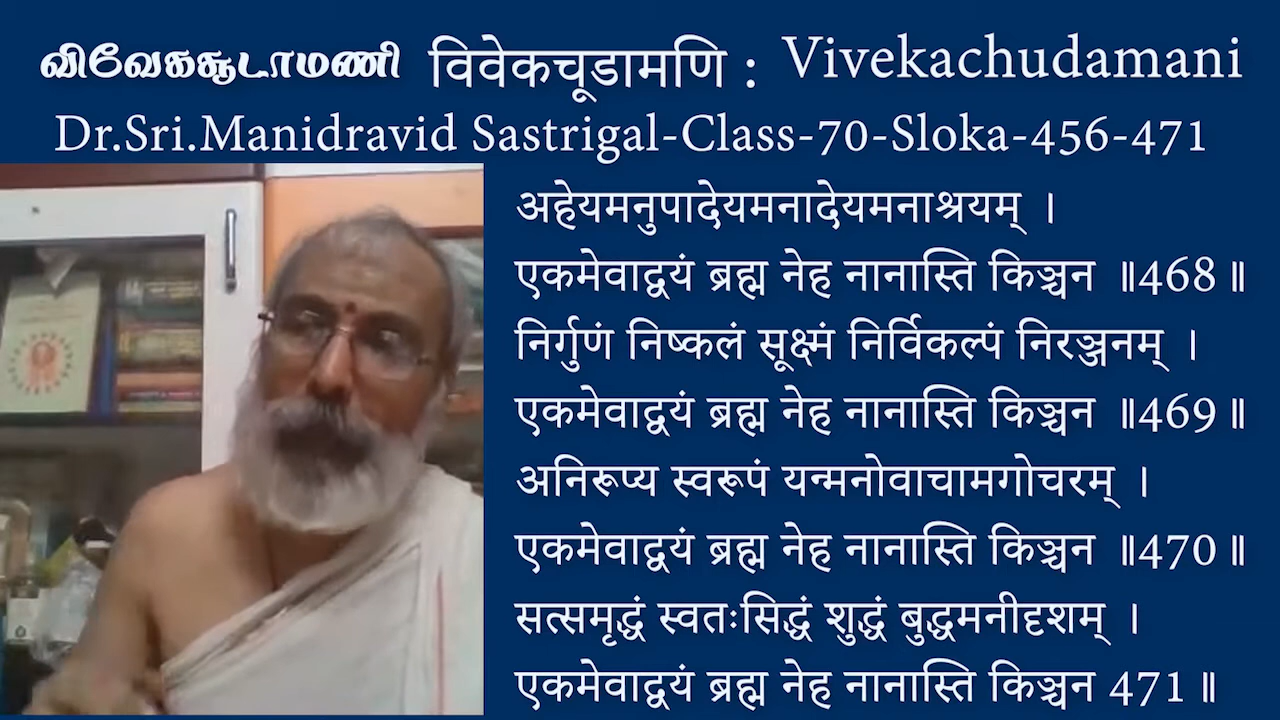 விவேகசூடாமணி विवेकचूडामणि : Vivekachudamani
Dr.Sri.Manidravid Sastrigal-Class-70-Sloka-456-471
अहेयमनुपादेयमनादेयमनाश्रयम् ।
एकमेवाद्वयं ब्रह्म नेह नानास्ति किञ्चन ॥468॥
निर्गुणं निष्कलं सूक्ष्मं निर्विकल्पं निरञ्जनम् ।
एकमेवाद्वयं ब्रह्म नेह नानास्ति किञ्चन ॥469॥
अनिरूप्य स्वरूपं यन्मनोवाचामगोचरम् ।
एकमेवाद्वयं ब्रह्म नेह नानास्ति किञ्चन ॥470॥
सत्समृद्धं स्वतःसिद्धं शुद्धं बुद्धमनीदृशम् ।
एकमेवाद्वयं ब्रह्म नेह नानास्ति किञ्चन 471॥